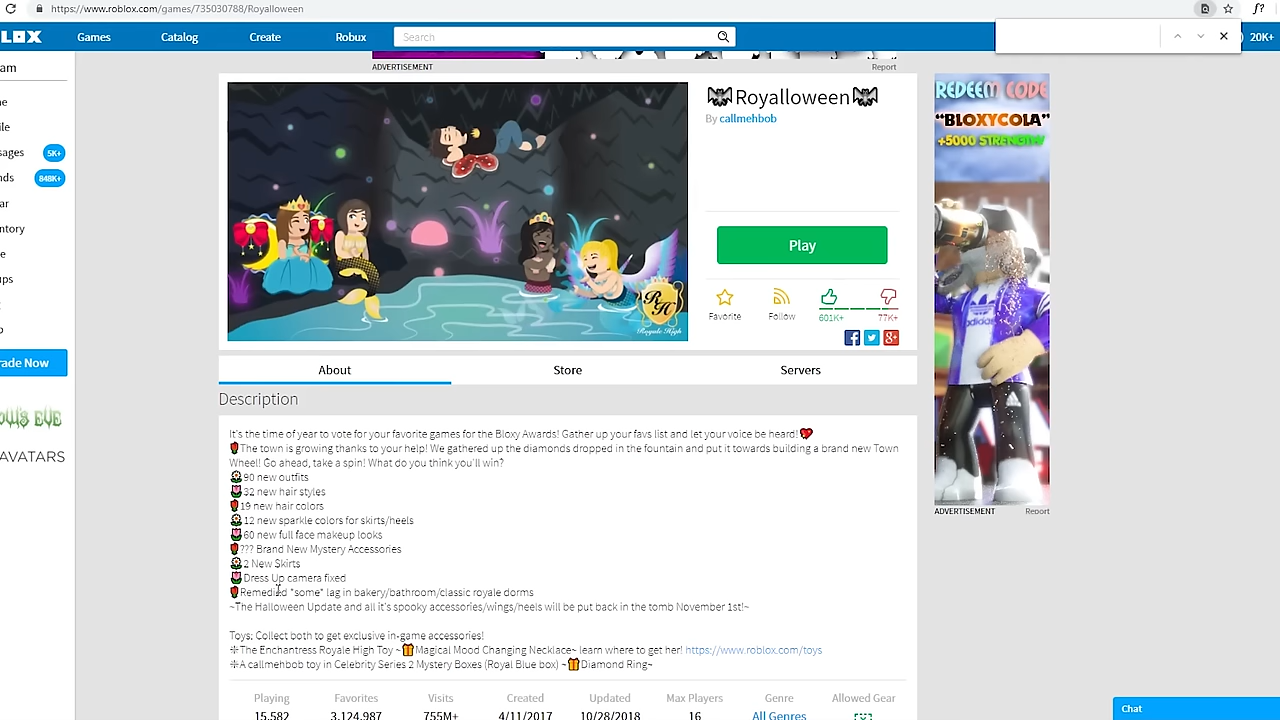 https://www.roblox.com/games/735030788/Royalloween
f?
LOX
Games
Catalog
Create
Robux
Search
20K+
ADVERTISEMENT
Report
5K+
848K+
Royalloween
By callmehbob
Play
Favorite
Follow
601K+
77K+
RH
Royale High
REDEEM CODE
"BLOXYCOLA"
+5000 STRENGTH
adidas
ADVERTISEMENT
Report
rade Now
OW'S EVE
AVATARS
About
Store
Servers
Description
It's the time of year to vote for your favorite games for the Bloxy Awards! Gather up your favs list and let your voice be heard!❤
🌹The town is growing thanks to your help! We gathered up the diamonds dropped in the fountain and put it towards building a brand new Town
Wheel! Go ahead, take a spin! What do you think you'll win?
🌼90 new outfits
🌷32 new hair styles
🌹19 new hair colors
🌼12 new sparkle colors for skirts/heels
🌷60 new full face makeup looks
🌹??? Brand New Mystery Accessories
🌼2 New Skirts
🌷Dress Up camera fixed
🌹Remedied *some* lag in bakery/bathroom/classic royale dorms
~The Halloween Update and all it's spooky accessories/wings/heels will be put back in the tomb November 1st!~
Toys: Collect both to get exclusive in-game accessories!
❊The Enchantress Royale High Toy ~🎁Magical Mood Changing Necklace~ learn where to get her! https://www.roblox.com/toys
❊A callmehbob toy in Celebrity Series 2 Mystery Boxes (Royal Blue box) ~🎁Diamond Ring~
Playing
Favorites
Visits
Created
Updated
Max Players
Genre
Allowed Gear
15,582
3,124,987
755M+
4/11/2017
10/28/2018
16
All Genres
Chat